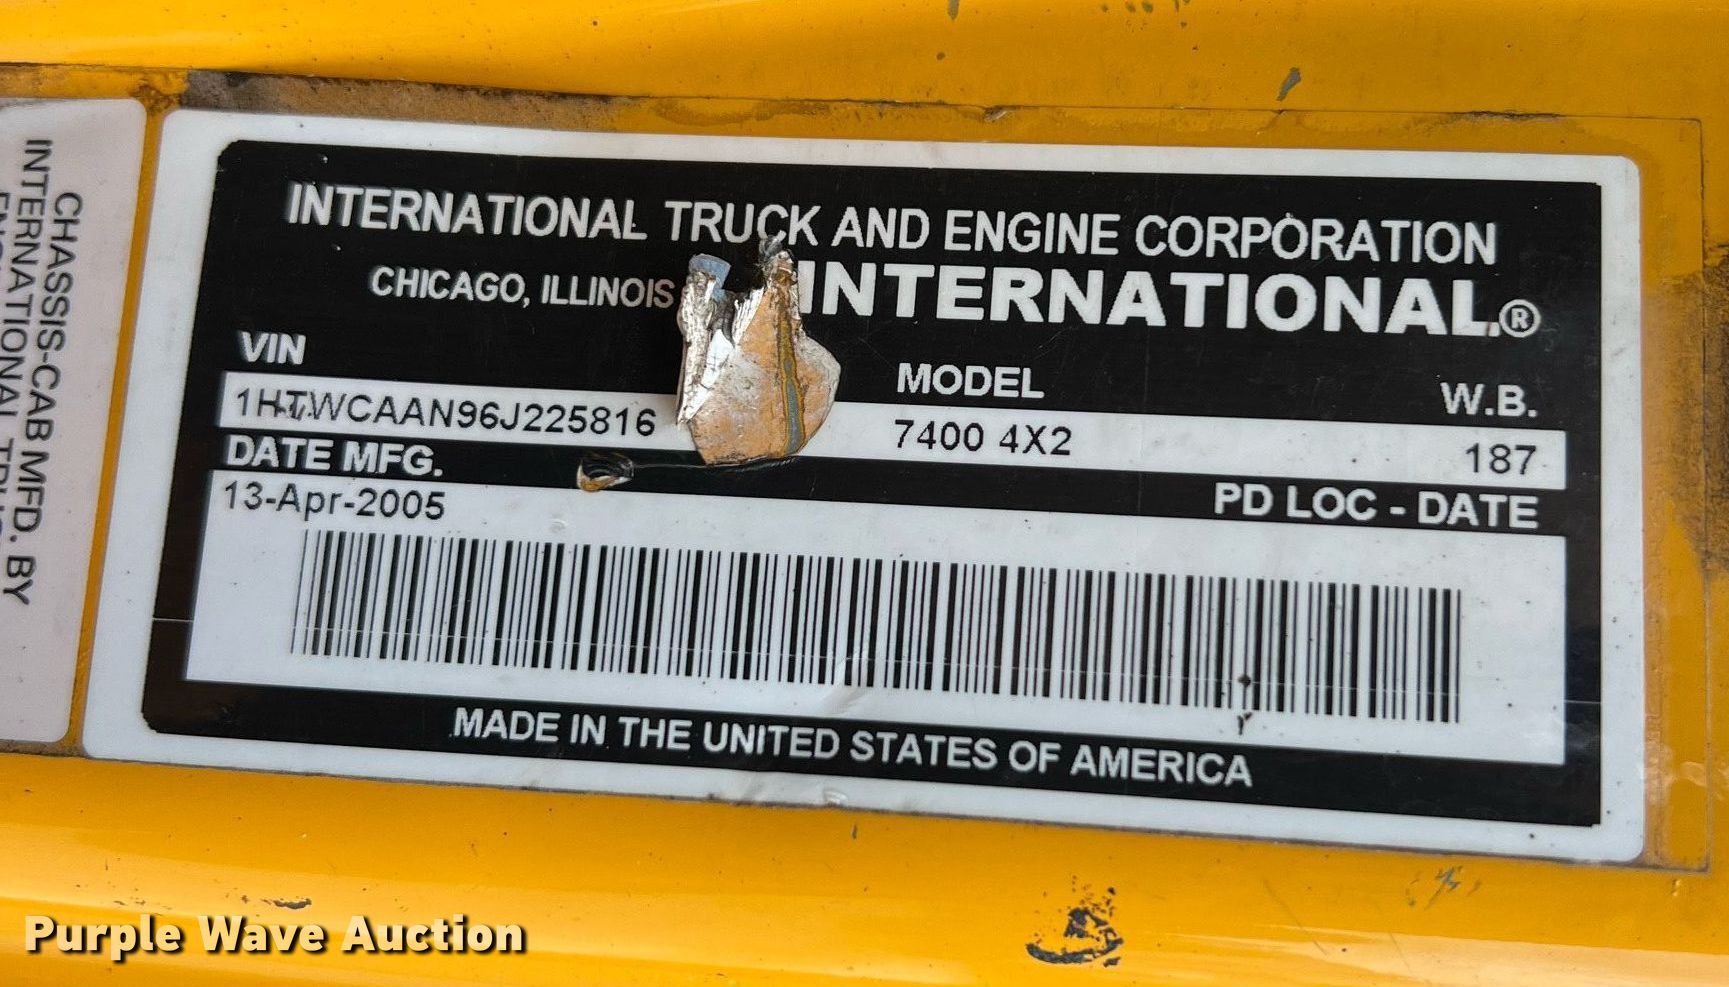 CHASSIS-CAB MFD. BY
INTERNATIONAL TRUC
INTERNATIONAL TRUCK AND ENGINE CORPORATION
CHICAGO, ILLINOIS INTERNATIONAL®
VIN MODEL W.B.
1HTWCAAN96J225816 7400 4X2 187
DATE MFG. PD LOC - DATE
13-Apr-2005
MADE IN THE UNITED STATES OF AMERICA
Purple Wave Auction